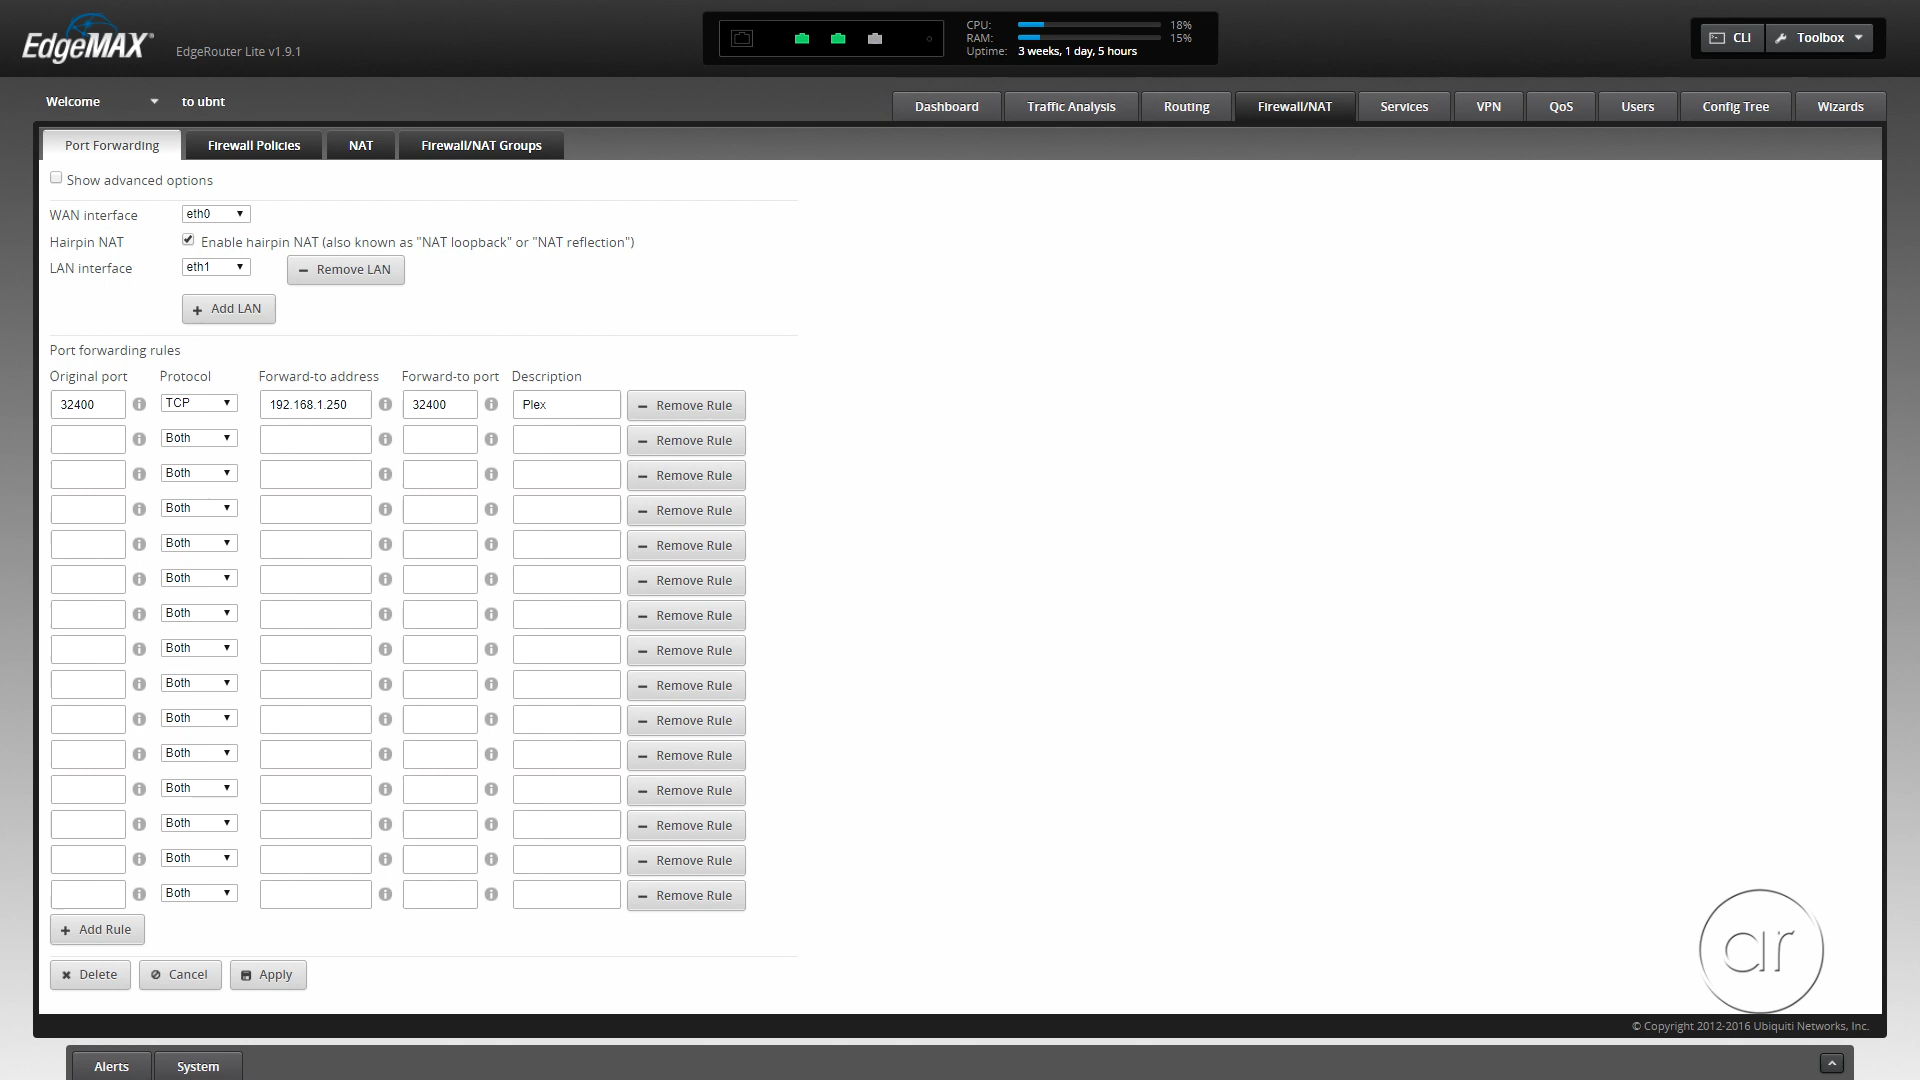 EdgeMAX® EdgeRouter Lite v1.9.1
CPU: 18%
RAM: 15%
Uptime: 3 weeks, 1 day, 5 hours
CLI Toolbox
Welcome to ubnt
Dashboard Traffic Analysis Routing Firewall/NAT Services VPN QoS Users Config Tree Wizards
Port Forwarding Firewall Policies NAT Firewall/NAT Groups
Show advanced options
WAN interface eth0
Hairpin NAT Enable hairpin NAT (also known as "NAT loopback" or "NAT reflection")
LAN interface eth1 Remove LAN
Add LAN
Port forwarding rules
Original port Protocol Forward-to address Forward-to port Description
32400 TCP 192.168.1.250 32400 Plex Remove Rule
Both Remove Rule
Both Remove Rule
Both Remove Rule
Both Remove Rule
Both Remove Rule
Both Remove Rule
Both Remove Rule
Both Remove Rule
Both Remove Rule
Both Remove Rule
Both Remove Rule
Both Remove Rule
Both Remove Rule
Both Remove Rule
Add Rule
Delete Cancel Apply
ar
© Copyright 2012-2016 Ubiquiti Networks, Inc.
Alerts System